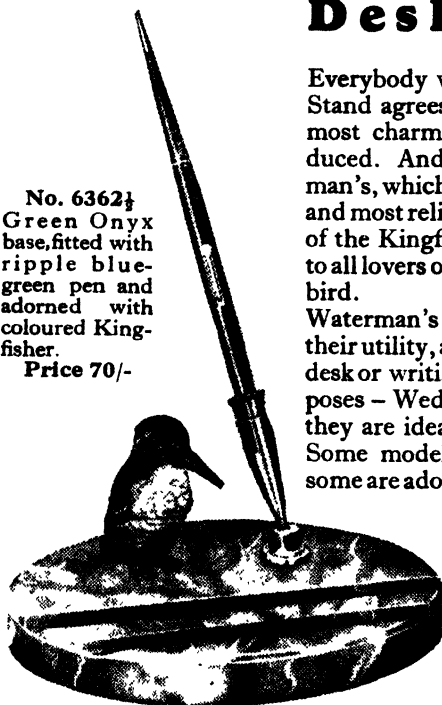 Desk
Everybody w
Stand agrees
most charm
duced. And
man's, which
and most reli
of the Kingf
to all lovers o
bird.
Waterman's
their utility, a
desk or writi
poses – Wed
they are idea
Some mode
some are ado
No. 6362½
Green Onyx
base, fitted with
ripple blue-
green pen and
adorned with
coloured King-
fisher.
Price 70/-